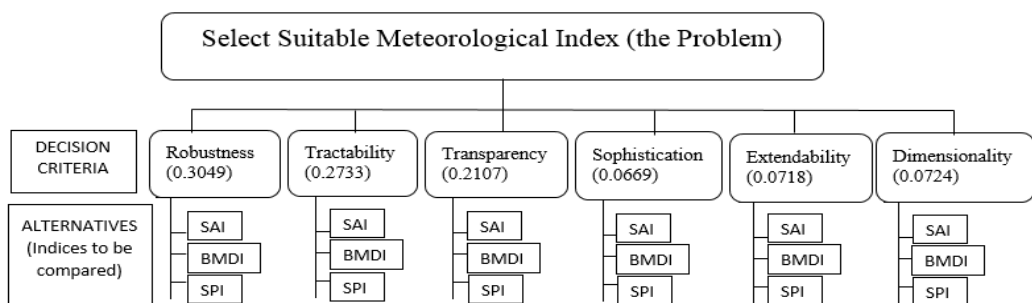 Select Suitable Meteorological Index (the Problem)
DECISION
CRITERIA
Robustness
(0.3049)
Tractability
(0.2733)
Transparency
(0.2107)
Sophistication
(0.0669)
Extendability
(0.0718)
Dimensionality
(0.0724)
ALTERNATIVES
(Indices to be
compared)
SAI
BMDI
SPI
SAI
BMDI
SPI
SAI
BMDI
SPI
SAI
BMDI
SPI
SAI
BMDI
SPI
SAI
BMDI
SPI